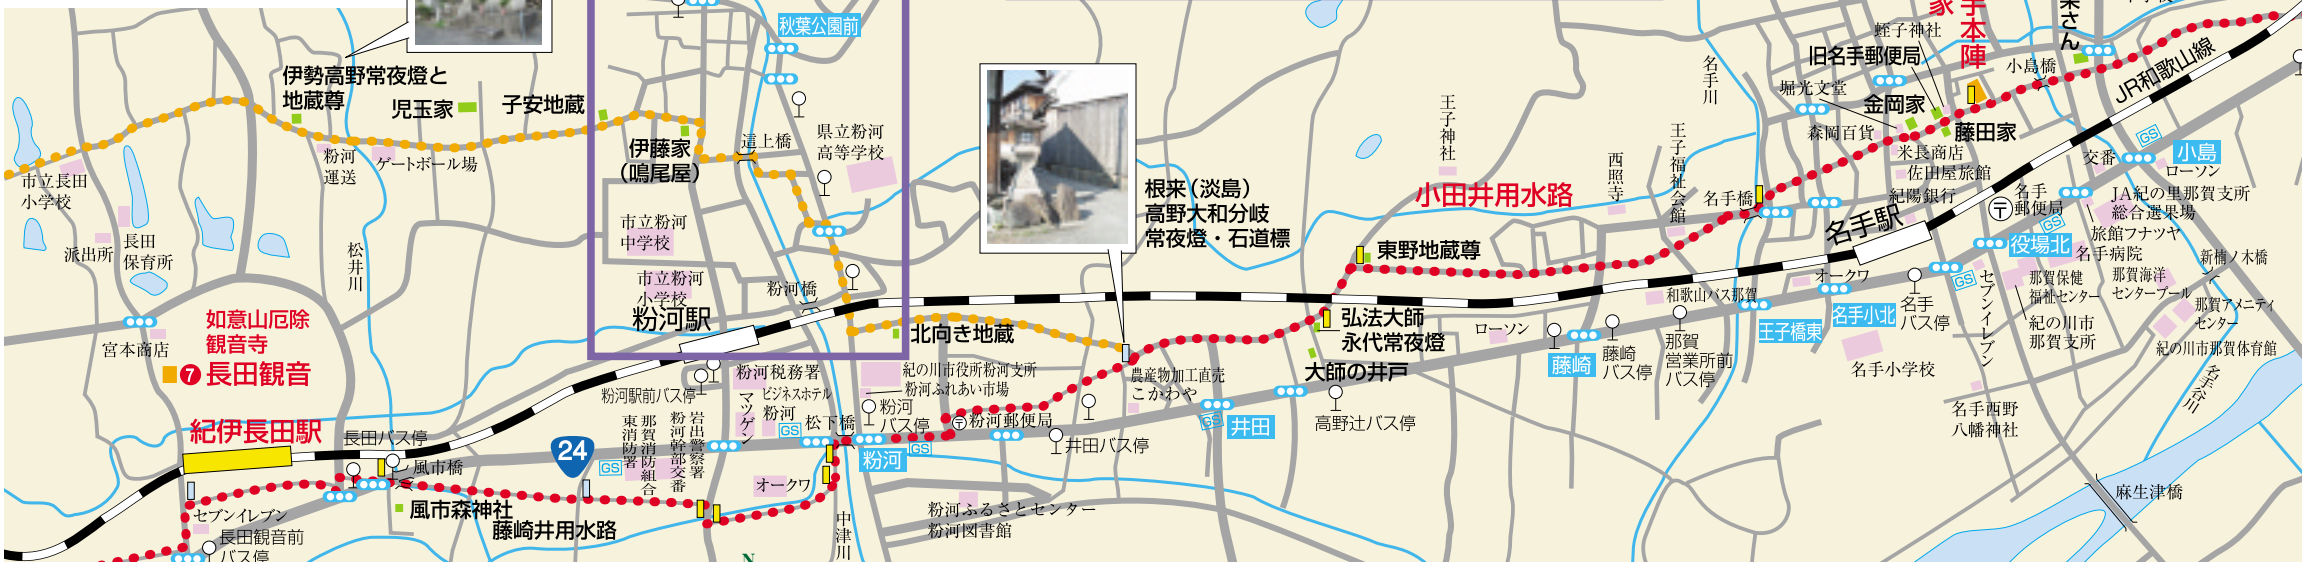 秋葉公園前
伊勢高野常夜燈と
地蔵尊
児玉家
子安地蔵
伊藤家
（鳴尾屋）
這上橋
県立粉河
高等学校
粉河
運送
ゲートボール場
市立長田
小学校
派出所
長田
保育所
松井川
宮本商店
如意山厄除
観音寺
❼長田観音
紀伊長田駅
長田バス停
風市橋
セブンイレブン
長田観音前
バス停
風市森神社
藤崎井用水路
24
GS
市立粉河
中学校
市立粉河
小学校
粉河橋
粉河駅
粉河駅前バス停
北向き地蔵
粉河税務署
ビジネスホテル
粉河
マツゲン
松下橋
GS
東消防署
那賀消防組合
粉河幹部交番
岩出警察署
オークワ
中津川
N
紀の川市役所粉河支所
粉河ふれあい市場
粉河
バス停
粉河
GS
〒粉河郵便局
粉河ふるさとセンター
粉河図書館
井田バス停
農産物加工直売
こかわや
井田
GS
根来（淡島）
高野大和分岐
常夜燈・石道標
弘法大師
永代常夜燈
大師の井戸
高野辻バス停
東野地蔵尊
小田井用水路
王子神社
西照寺
王子福祉会館
名手川
名手橋
ローソン
藤崎
藤崎
バス停
那賀
営業所前
バス停
和歌山バス那賀
王子橋東
名手小北
オークワ
名手
バス停
名手小学校
名手駅
蛭子神社
旧名手郵便局
堀光文堂
金岡家
森岡百貨
藤田家
米長商店
佐田屋旅館
紀陽銀行
家
手本陣
小島橋
さん
JR和歌山線
GS
交番
小島
ローソン
名手
〒郵便局
JA紀の里那賀支所
総合選果場
GS
役場北
旅館フナツヤ
名手病院
GS
セブンイレブン
那賀保健
福祉センター
那賀海洋
センタープール
新楠ノ木橋
那賀アメニティ
センター
紀の川市
那賀支所
紀の川市那賀体育館
名手谷川
名手西野
八幡神社
麻生津橋